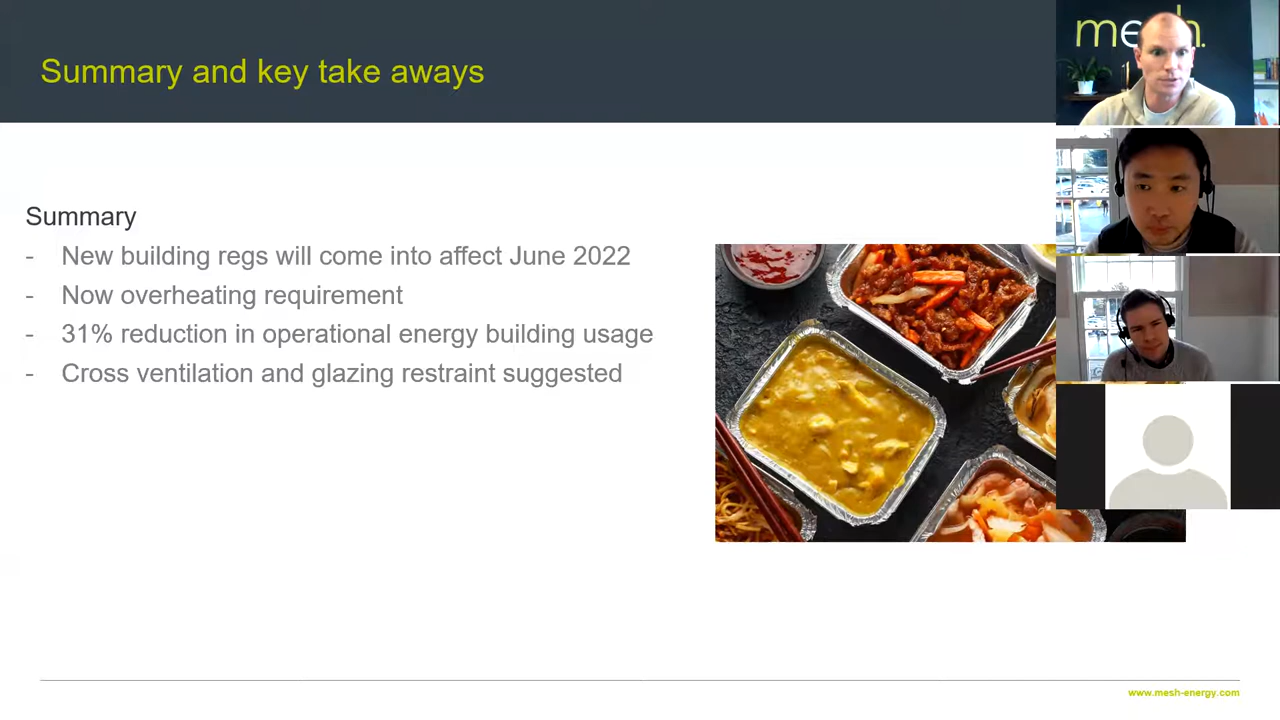 Summary and key take aways
mesh.
Summary
- New building regs will come into affect June 2022
- Now overheating requirement
- 31% reduction in operational energy building usage
- Cross ventilation and glazing restraint suggested
www.mesh-energy.com